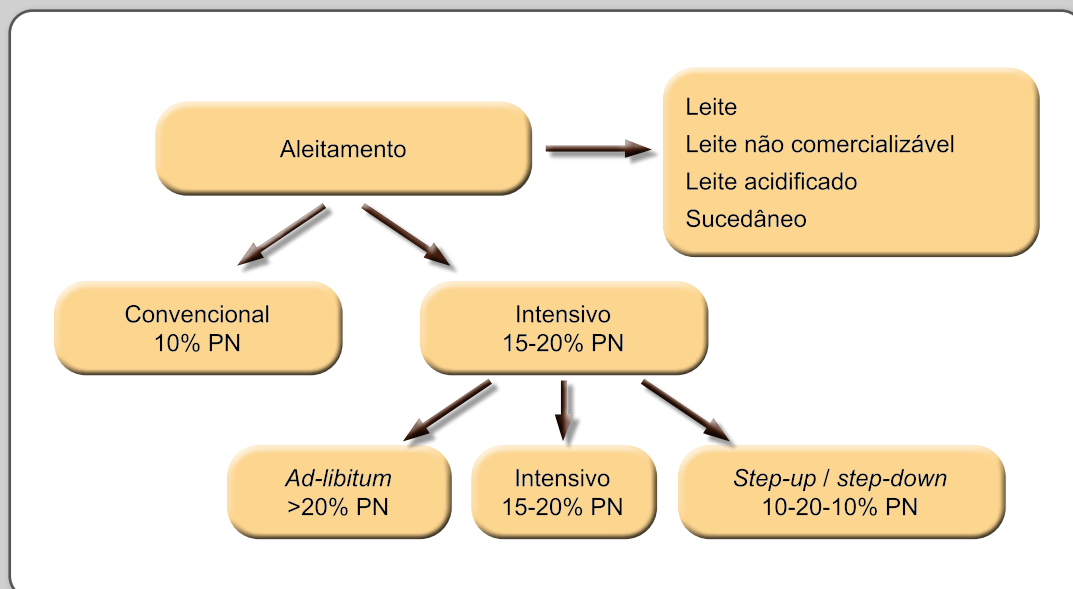 Aleitamento
Leite
Leite não comercializável
Leite acidificado
Sucedâneo
Convencional
10% PN
Intensivo
15-20% PN
Ad-libitum
>20% PN
Intensivo
15-20% PN
Step-up / step-down
10-20-10% PN